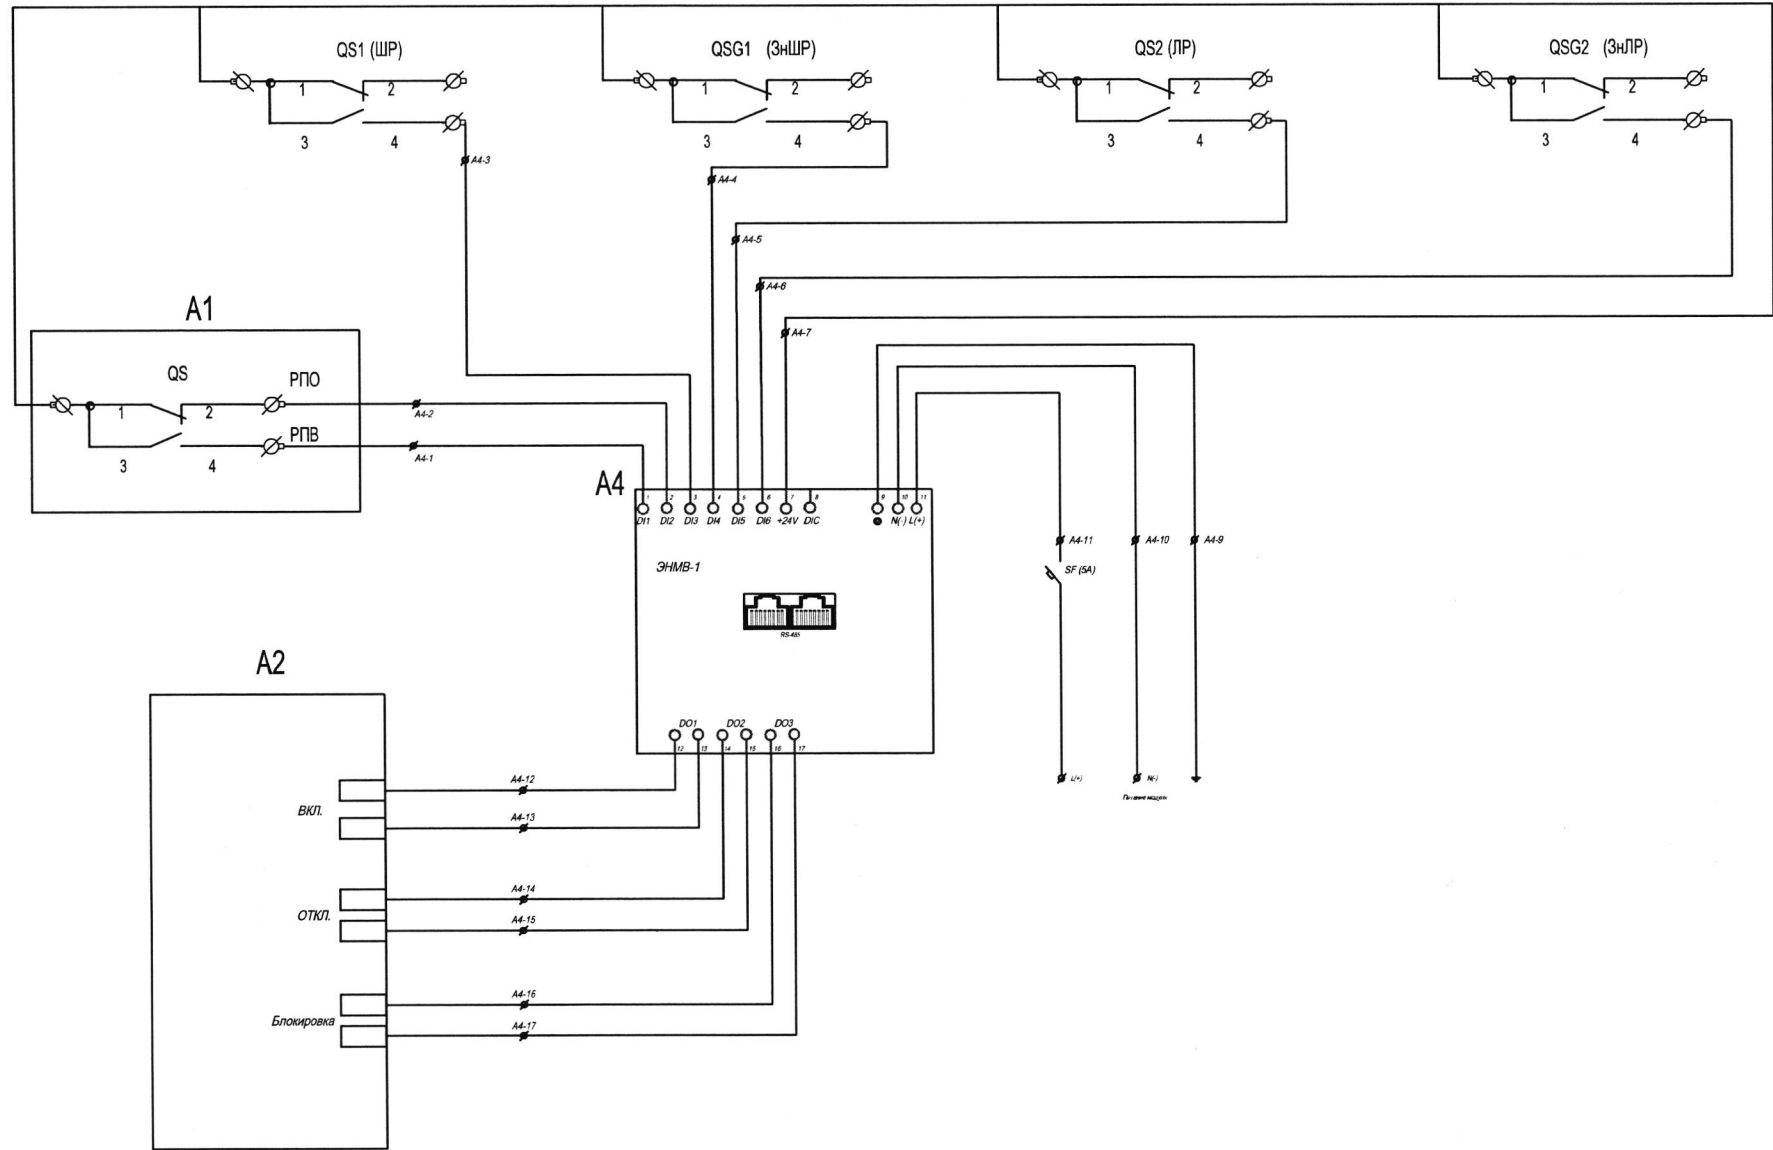 QS1 (ШР)
QSG1 (ЗнШР)
QS2 (ЛР)
QSG2 (ЗнЛР)
1 2
3 4
1 2
3 4
1 2
3 4
1 2
3 4
A4-3
A4-4
A4-5
A4-6
A4-7
A1
QS
РПО
РПВ
1 2
3 4
A4-2
A4-1
A4
1 2 3 4 5 6 7 8 9 10 11
DI1 DI2 DI3 DI4 DI5 DI6 +24V DIC N(-) L(+)
ЭНМВ-1
RS-485
A4-11
A4-10
A4-9
SF (5A)
L(+)
N(-)
Питание модуля
DO1 DO2 DO3
12 13 14 15 16 17
A2
ВКЛ.
A4-12
A4-13
ОТКЛ.
A4-14
A4-15
Блокировка
A4-16
A4-17